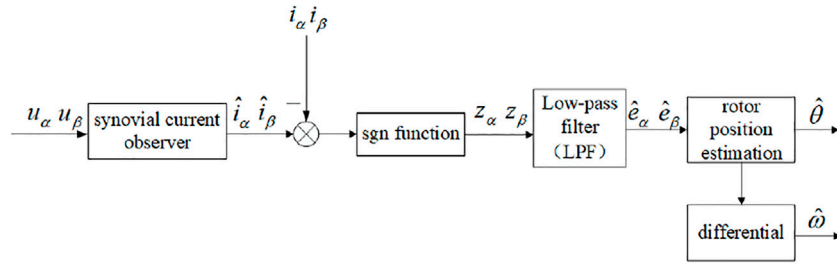 i_α i_β
u_α u_β
synovial current
observer
î_α î_β
−
sgn function
z_α z_β
Low-pass
filter
（LPF）
ê_α ê_β
rotor
position
estimation
θ̂
differential
ω̂